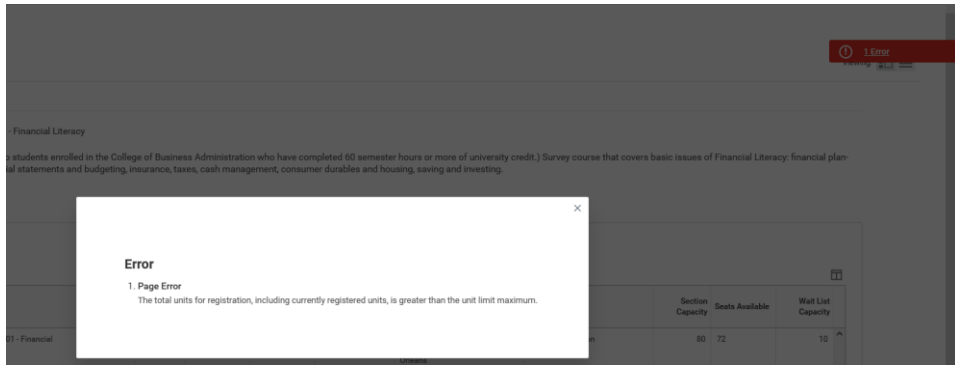 1 Error
Viewing:
- Financial Literacy
o students enrolled in the College of Business Administration who have completed 60 semester hours or more of university credit.) Survey course that covers basic issues of Financial Literacy: financial plan-
ial statements and budgeting, insurance, taxes, cash management, consumer durables and housing, saving and investing.
×
Error
1. Page Error
The total units for registration, including currently registered units, is greater than the unit limit maximum.
Section Capacity Seats Available Wait List Capacity
01 - Financial on 80 72 10
Orleans